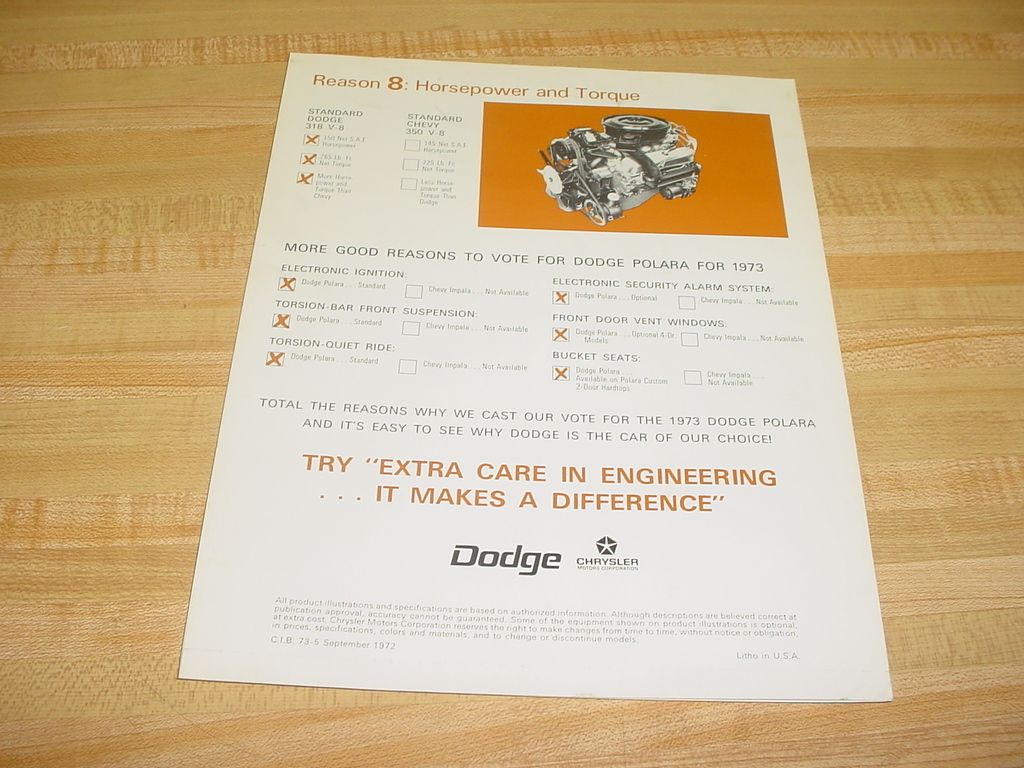 Reason 8: Horsepower and Torque
STANDARD
DODGE
318 V-8
150 Net S.A.E.
Horsepower
265 Lb. Ft.
Net Torque
More Horse-
power and
Torque Than
Chevy
STANDARD
CHEVY
350 V-8
145 Net S.A.E.
Horsepower
225 Lb. Ft.
Net Torque
Less Horse-
power and
Torque Than
Dodge
MORE GOOD REASONS TO VOTE FOR DODGE POLARA FOR 1973
ELECTRONIC IGNITION:
Dodge Polara . . . Standard
Chevy Impala . . . Not Available
TORSION-BAR FRONT SUSPENSION:
Dodge Polara . . . Standard
Chevy Impala . . . Not Available
TORSION-QUIET RIDE:
Dodge Polara . . . Standard
Chevy Impala . . . Not Available
ELECTRONIC SECURITY ALARM SYSTEM:
Dodge Polara . . . Optional
Chevy Impala . . . Not Available
FRONT DOOR VENT WINDOWS:
Dodge Polara . . . Optional 4-Dr.
Models
Chevy Impala . . . Not Available
BUCKET SEATS:
Dodge Polara . . .
Available on Polara Custom
2-Door Hardtops
Chevy Impala . . .
Not Available
TOTAL THE REASONS WHY WE CAST OUR VOTE FOR THE 1973 DODGE POLARA
AND IT'S EASY TO SEE WHY DODGE IS THE CAR OF OUR CHOICE!
TRY "EXTRA CARE IN ENGINEERING
. . . IT MAKES A DIFFERENCE"
Dodge
CHRYSLER
MOTORS CORPORATION
All product illustrations and specifications are based on authorized information. Although descriptions are believed correct at
publication approval, accuracy cannot be guaranteed. Some of the equipment shown on product illustrations is optional,
at extra cost. Chrysler Motors Corporation reserves the right to make changes from time to time, without notice or obligation,
in prices, specifications, colors and materials, and to change or discontinue models.
C.I.B. 73-5 September 1972
Litho in U.S.A.